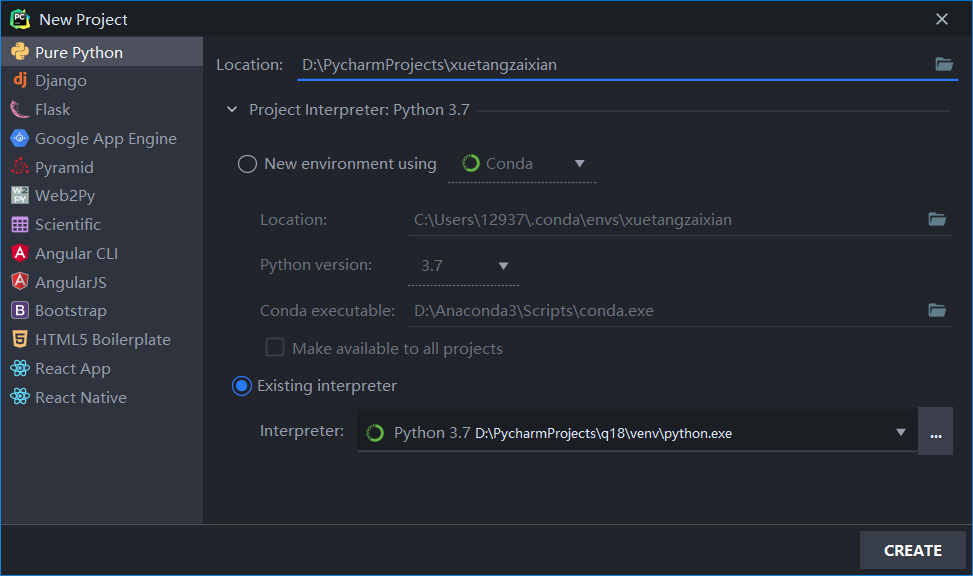 New Project
Pure Python
Django
Flask
Google App Engine
Pyramid
Web2Py
Scientific
Angular CLI
AngularJS
Bootstrap
HTML5 Boilerplate
React App
React Native
Location: D:\PycharmProjects\xuetangzaixian
Project Interpreter: Python 3.7
New environment using Conda
Location: C:\Users\12937\.conda\envs\xuetangzaixian
Python version: 3.7
Conda executable: D:\Anaconda3\Scripts\conda.exe
Make available to all projects
Existing interpreter
Interpreter: Python 3.7 D:\PycharmProjects\q18\venv\python.exe ...
CREATE